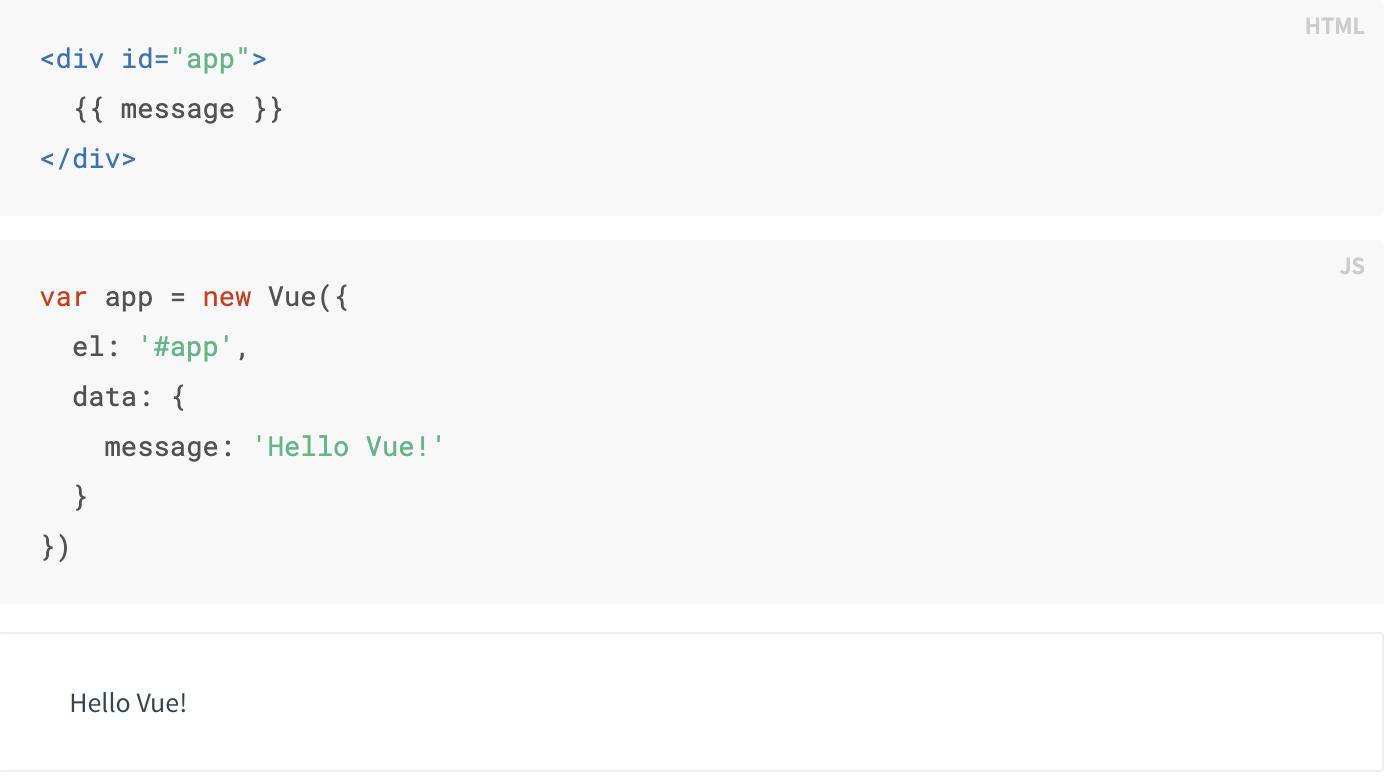 HTML
<div id="app">
  {{ message }}
</div>
JS
var app = new Vue({
  el: '#app',
  data: {
    message: 'Hello Vue!'
  }
})
Hello Vue!